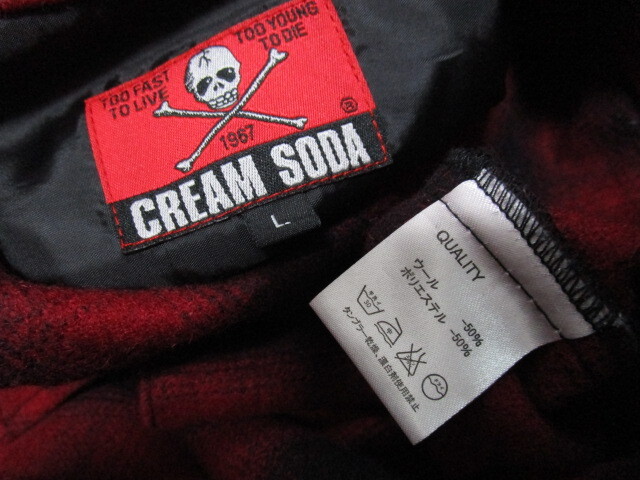 TOO FAST
TO LIVE
TOO YOUNG
TO DIE
®
1967
CREAM SODA
L
QUALITY
ウール -50%
ポリエステル -50%
30
タンブラー乾燥、漂白剤使用禁止